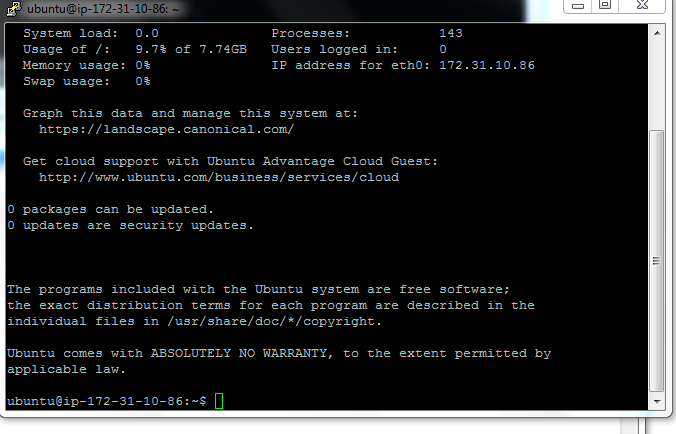 ubuntu@ip-172-31-10-86: ~
System load:  0.0               Processes:           143
Usage of /:   9.7% of 7.74GB   Users logged in:     0
Memory usage: 0%                IP address for eth0: 172.31.10.86
Swap usage:   0%
Graph this data and manage this system at:
https://landscape.canonical.com/
Get cloud support with Ubuntu Advantage Cloud Guest:
http://www.ubuntu.com/business/services/cloud
0 packages can be updated.
0 updates are security updates.
The programs included with the Ubuntu system are free software;
the exact distribution terms for each program are described in the
individual files in /usr/share/doc/*/copyright.
Ubuntu comes with ABSOLUTELY NO WARRANTY, to the extent permitted by
applicable law.
ubuntu@ip-172-31-10-86:~$